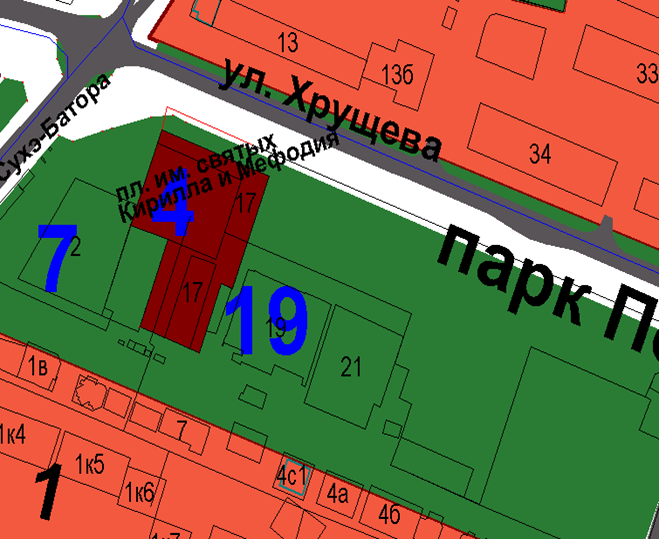 13
13б
33
ул. Хрущева
34
Сухэ-Батора
пл. им. святых
Кирилла и Мефодия
4
17
7
2
парк П
17
19
19
21
1в
7
1к4
1к5
1к6
1
4с1
4а
4б